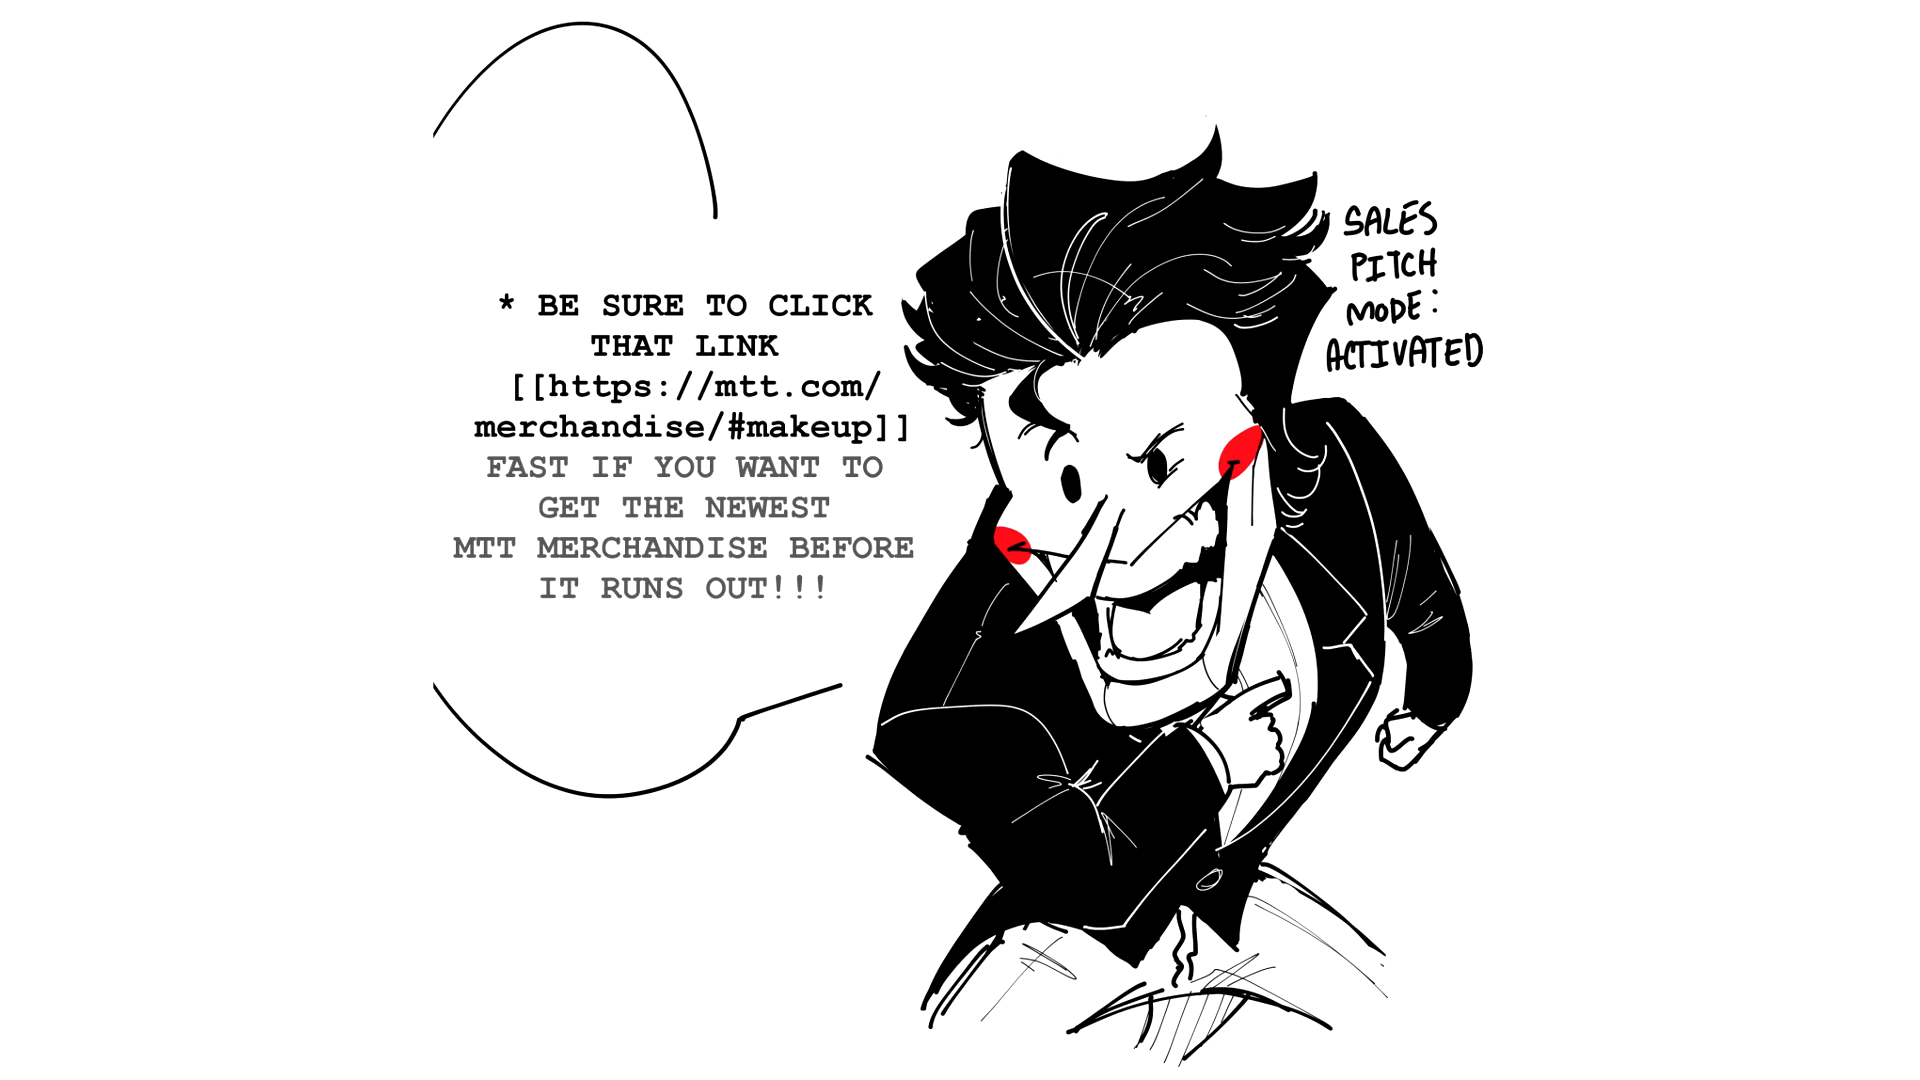 * BE SURE TO CLICK
THAT LINK
[[https://mtt.com/
merchandise/#makeup]]
FAST IF YOU WANT TO
GET THE NEWEST
MTT MERCHANDISE BEFORE
IT RUNS OUT!!!
SALES
PITCH
MODE:
ACTIVATED